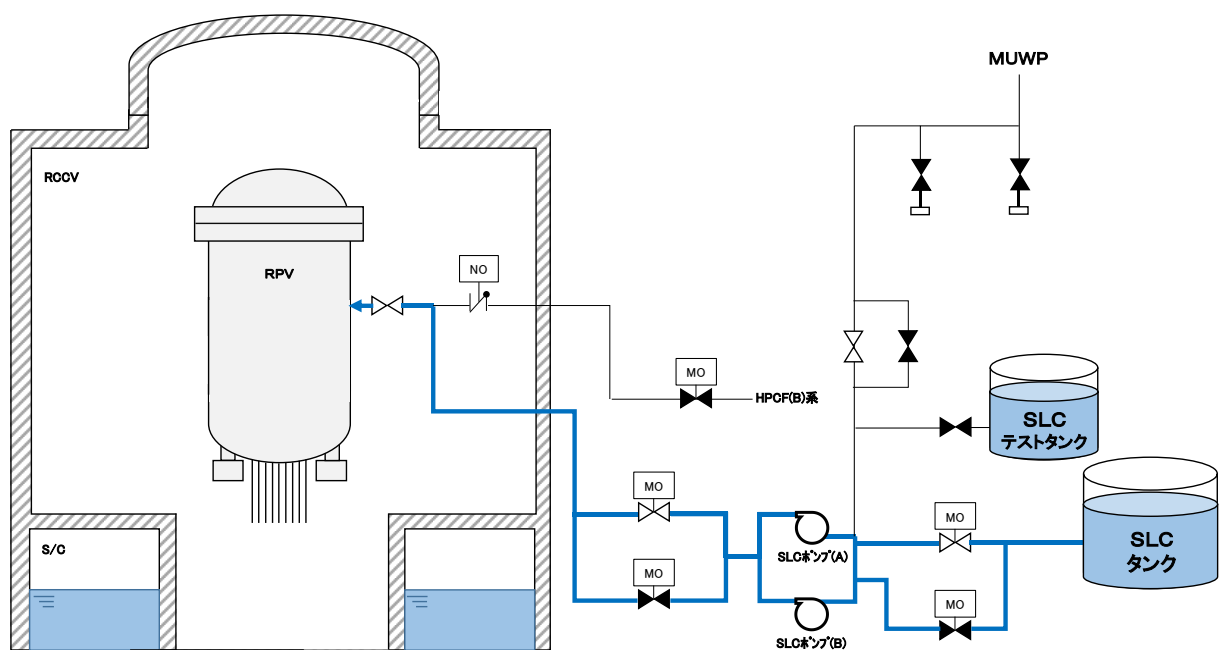 MUWP
RCCV
RPV
NO
MO
HPCF(B)系
SLC
テストタンク
MO
MO
SLCポンプ(A)
SLC
タンク
S/C
MO
MO
SLCポンプ(B)